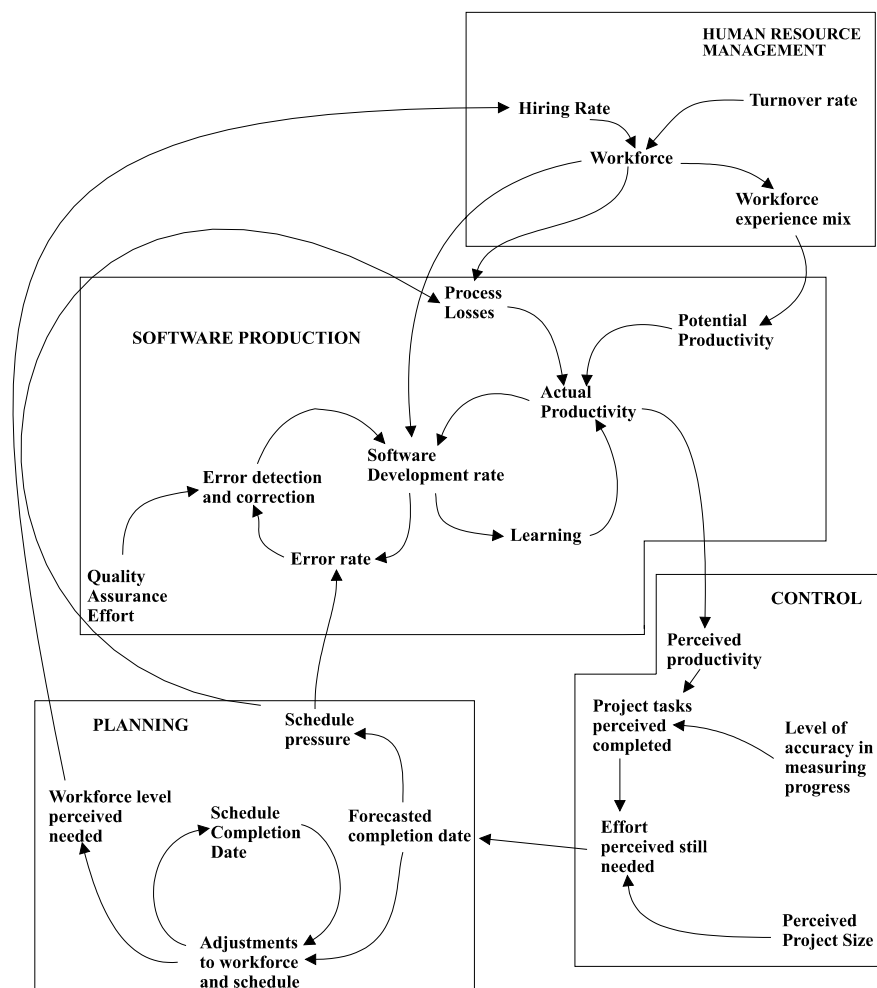 HUMAN RESOURCE
MANAGEMENT
Hiring Rate
Turnover rate
Workforce
Workforce
experience mix
Process
Losses
SOFTWARE PRODUCTION
Potential
Productivity
Actual
Productivity
Software
Development rate
Error detection
and correction
Learning
Error rate
Quality
Assurance
Effort
CONTROL
Perceived
productivity
Project tasks
perceived
completed
Level of
accuracy in
measuring
progress
Effort
perceived still
needed
Perceived
Project Size
PLANNING
Schedule
pressure
Workforce level
perceived
needed
Schedule
Completion
Date
Forecasted
completion date
Adjustments
to workforce
and schedule